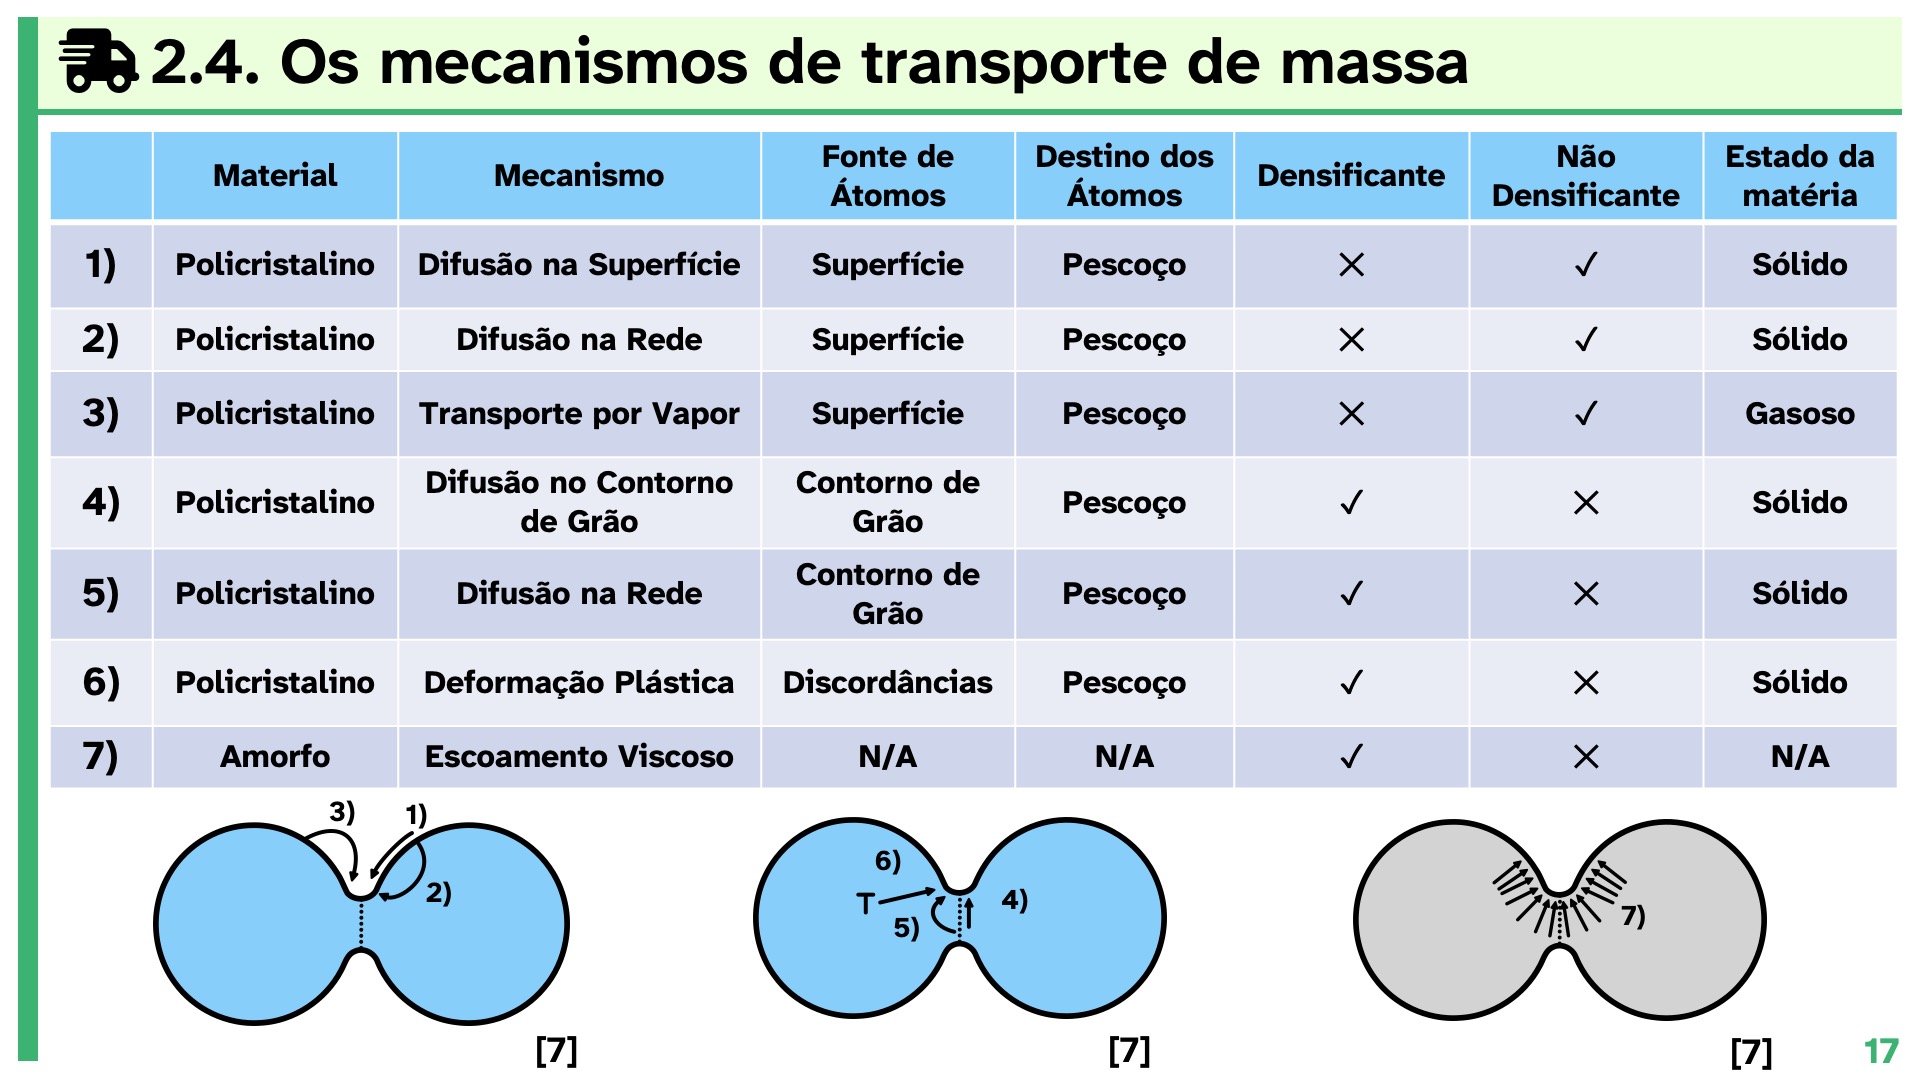 2.4. Os mecanismos de transporte de massa
Material Mecanismo Fonte de Átomos Destino dos Átomos Densificante Não Densificante Estado da matéria
1) Policristalino Difusão na Superfície Superfície Pescoço ✕ ✓ Sólido
2) Policristalino Difusão na Rede Superfície Pescoço ✕ ✓ Sólido
3) Policristalino Transporte por Vapor Superfície Pescoço ✕ ✓ Gasoso
4) Policristalino Difusão no Contorno de Grão Contorno de Grão Pescoço ✓ ✕ Sólido
5) Policristalino Difusão na Rede Contorno de Grão Pescoço ✓ ✕ Sólido
6) Policristalino Deformação Plástica Discordâncias Pescoço ✓ ✕ Sólido
7) Amorfo Escoamento Viscoso N/A N/A ✓ ✕ N/A
3) 1)
2)
[7]
6)
T
4)
5)
[7]
7)
[7]
17